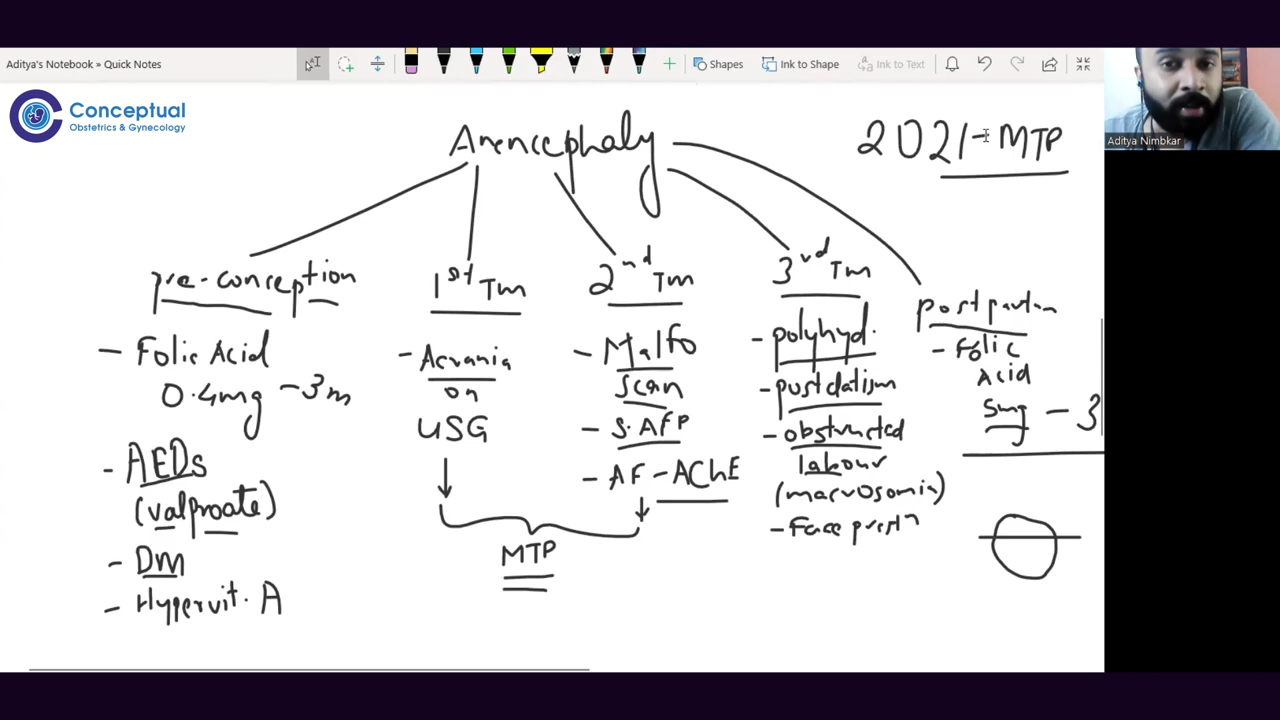 Aditya's Notebook » Quick Notes
Shapes
Ink to Shape
Ink to Text
Conceptual
Obstetrics & Gynecology
Aditya Nimbkar
Anencephaly
2021-MTP
pre-conception
- Folic Acid
0.4mg - 3m
- AEDs
(valproate)
- Dm
- Hypervit. A
1st Tm
- Acrania
on
USG
2nd Tm
- Malfo
scan
- S.AFP
- AF - AChE
MTP
3rd Tm
- polyhyd.
- postdatism
- obstructed
labour
(macrosomia)
- Face prestn
postpartum
- Folic
Acid
5mg - 3